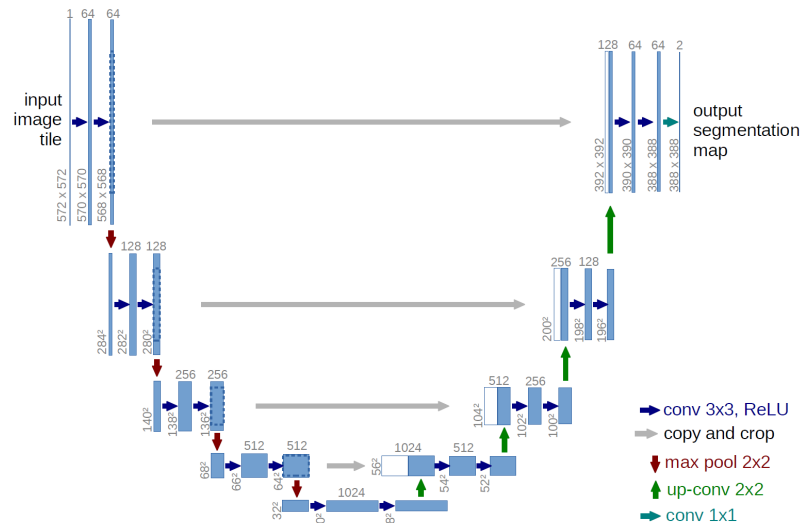 1 64 64
128 64 64 2
input
image
tile
output
segmentation
map
572 x 572
570 x 570
568 x 568
392 x 392
390 x 390
388 x 388
388 x 388
128 128
256 128
284²
282²
280²
200²
198²
196²
256 256
512 256
140²
138²
136²
104²
102²
100²
512 512
1024 512
68²
66²
64²
56²
54²
52²
1024
32²
conv 3x3, ReLU
copy and crop
max pool 2x2
up-conv 2x2
conv 1x1